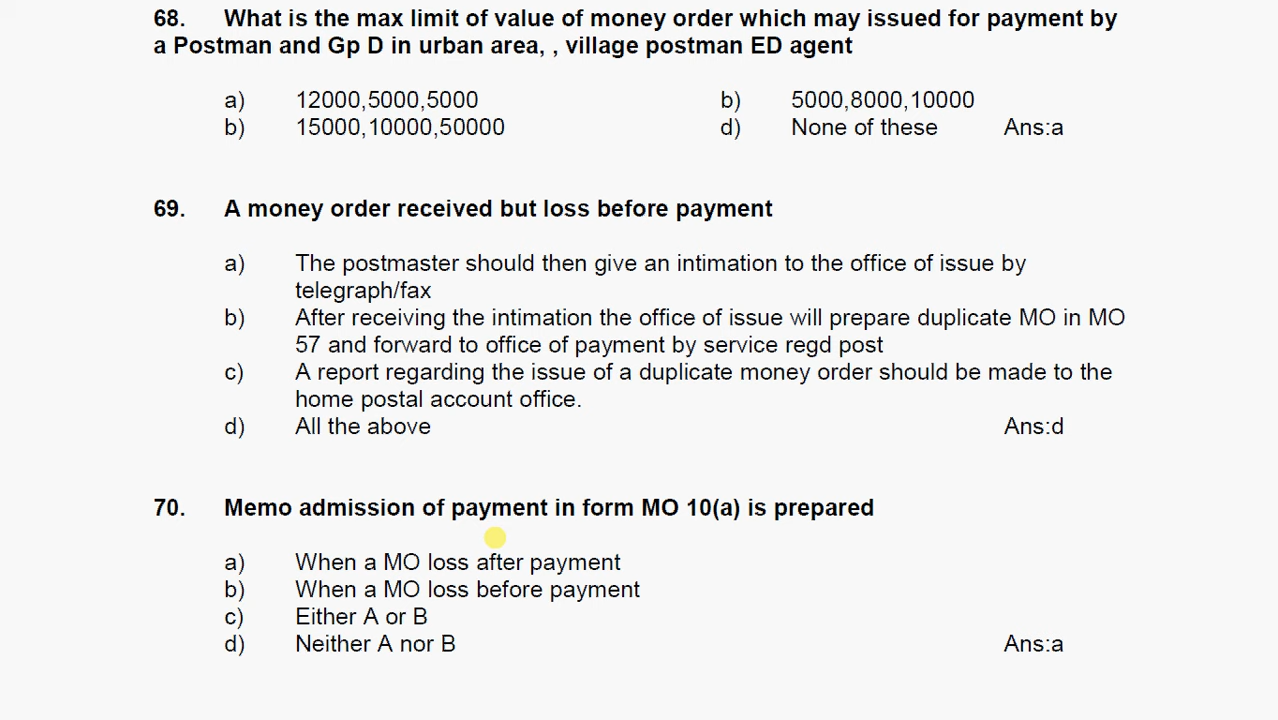 68. What is the max limit of value of money order which may issued for payment by
a Postman and Gp D in urban area, , village postman ED agent
a) 12000,5000,5000 b) 5000,8000,10000
b) 15000,10000,50000 d) None of these Ans:a
69. A money order received but loss before payment
a) The postmaster should then give an intimation to the office of issue by
telegraph/fax
b) After receiving the intimation the office of issue will prepare duplicate MO in MO
57 and forward to office of payment by service regd post
c) A report regarding the issue of a duplicate money order should be made to the
home postal account office.
d) All the above Ans:d
70. Memo admission of payment in form MO 10(a) is prepared
a) When a MO loss after payment
b) When a MO loss before payment
c) Either A or B
d) Neither A nor B Ans:a